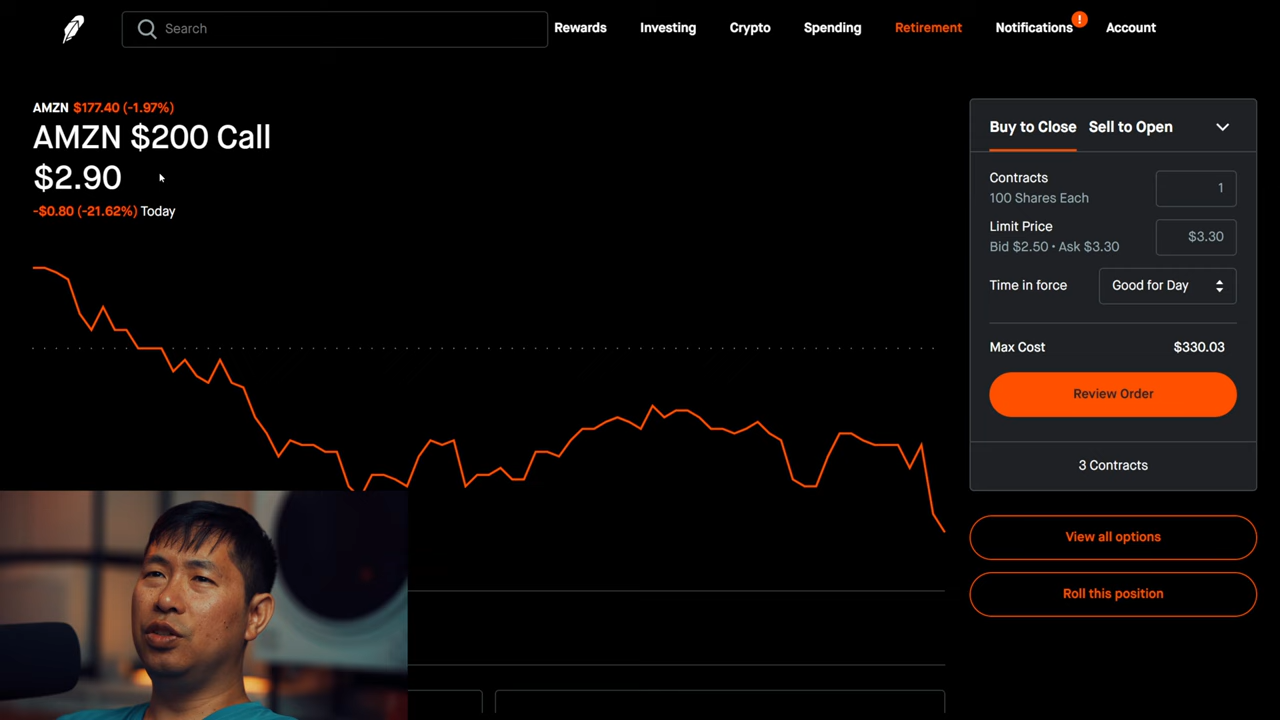 Search
Rewards
Investing
Crypto
Spending
Retirement
Notifications
!
Account
AMZN $177.40 (-1.97%)
AMZN $200 Call
$2.90
-$0.80 (-21.62%) Today
Buy to Close
Sell to Open
Contracts
100 Shares Each
1
Limit Price
Bid $2.50 • Ask $3.30
$3.30
Time in force
Good for Day
Max Cost
$330.03
Review Order
3 Contracts
View all options
Roll this position